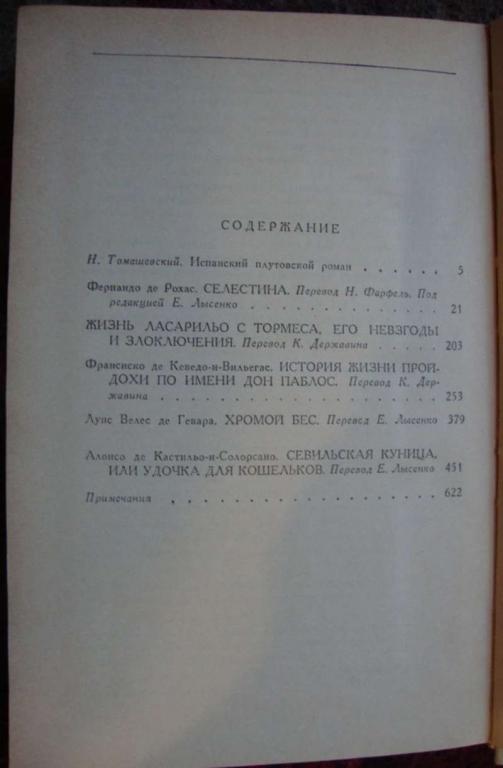 СОДЕРЖАНИЕ
Н. Томашевский. Испанский плутовской роман . . . . . . 5
Фернандо де Рохас. СЕЛЕСТИНА. Перевод Н. Фарфель. Под
редакцией Е. Лысенко . . . . . . . . . . . 21
ЖИЗНЬ ЛАСАРИЛЬО С ТОРМЕСА, ЕГО НЕВЗГОДЫ
И ЗЛОКЛЮЧЕНИЯ. Перевод К. Державина . . . . . 203
Франсиско де Кеведо-и-Вильегас. ИСТОРИЯ ЖИЗНИ ПРОЙ-
ДОХИ ПО ИМЕНИ ДОН ПАБЛОС. Перевод К. Дер-
жавина . . . . . . . . . . . . . . . . 253
Луис Велес де Гевара. ХРОМОЙ БЕС. Перевод Е. Лысенко 379
Алонсо де Кастильо-и-Солорсано. СЕВИЛЬСКАЯ КУНИЦА,
ИЛИ УДОЧКА ДЛЯ КОШЕЛЬКОВ. Перевод Е. Лысенко 451
Примечания . . . . . . . . . . . . . . . . 622